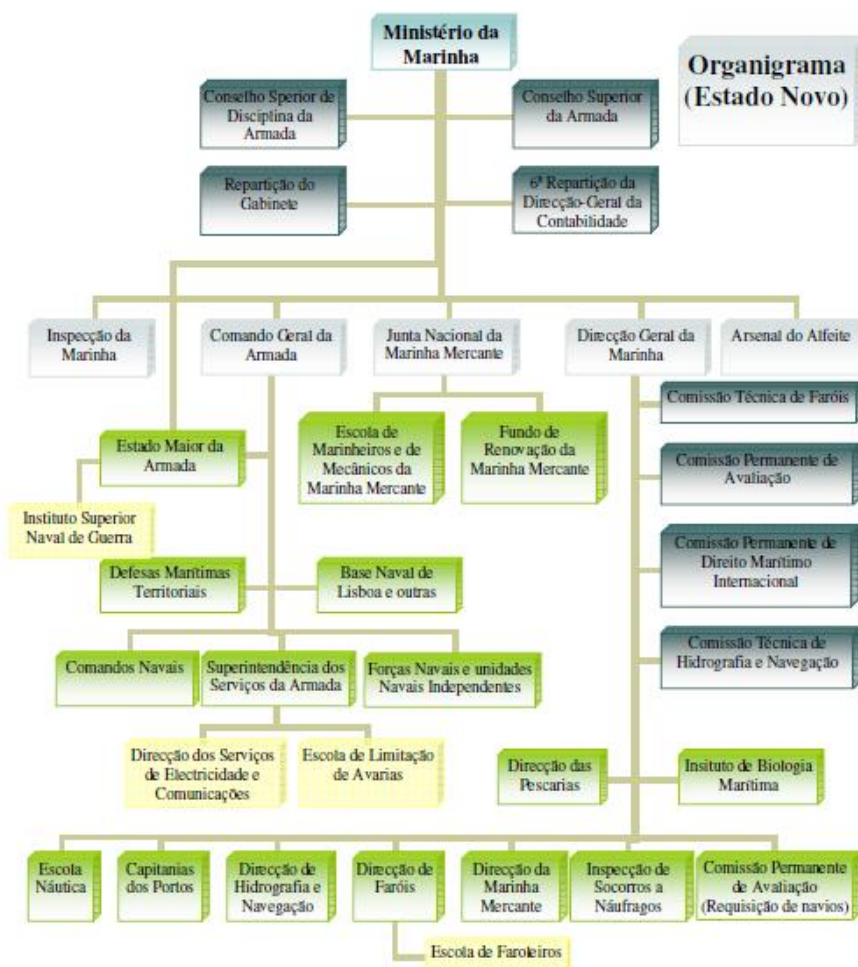 Ministério da
Marinha
Organigrama
(Estado Novo)
Conselho Sperior de
Disciplina da
Armada
Conselho Superior
da Armada
Repartição do
Gabinete
6ª Repartição da
Direcção-Geral da
Contabilidade
Inspecção da
Marinha
Comando Geral da
Armada
Junta Nacional da
Marinha Mercante
Direcção Geral da
Marinha
Arsenal do Alfeite
Comissão Técnica de Faróis
Estado Maior da
Armada
Escola de
Marinheiros e de
Mecânicos da
Marinha Mercante
Fundo de
Renovação da
Marinha Mercante
Comissão Permanente de
Avaliação
Instituto Superior
Naval de Guerra
Comissão Permanente de
Direito Marítimo
Internacional
Defesas Marítimas
Territoriais
Base Naval de
Lisboa e outras
Comissão Técnica de
Hidrografia e Navegação
Comandos Navais
Superintendência dos
Serviços da Armada
Forças Navais e unidades
Navais Independentes
Direcção dos Serviços
de Electricidade e
Comunicações
Escola de Limitação
de Avarias
Direcção das
Pescarias
Insituto de Biologia
Marítima
Escola
Náutica
Capitanias
dos Portos
Direcção de
Hidrografia e
Navegação
Direcção de
Faróis
Direcção da
Marinha
Mercante
Inspecção de
Socorros a
Náufragos
Comissão Permanente
de Avaliação
(Requisição de navios)
Escola de Faroleiros